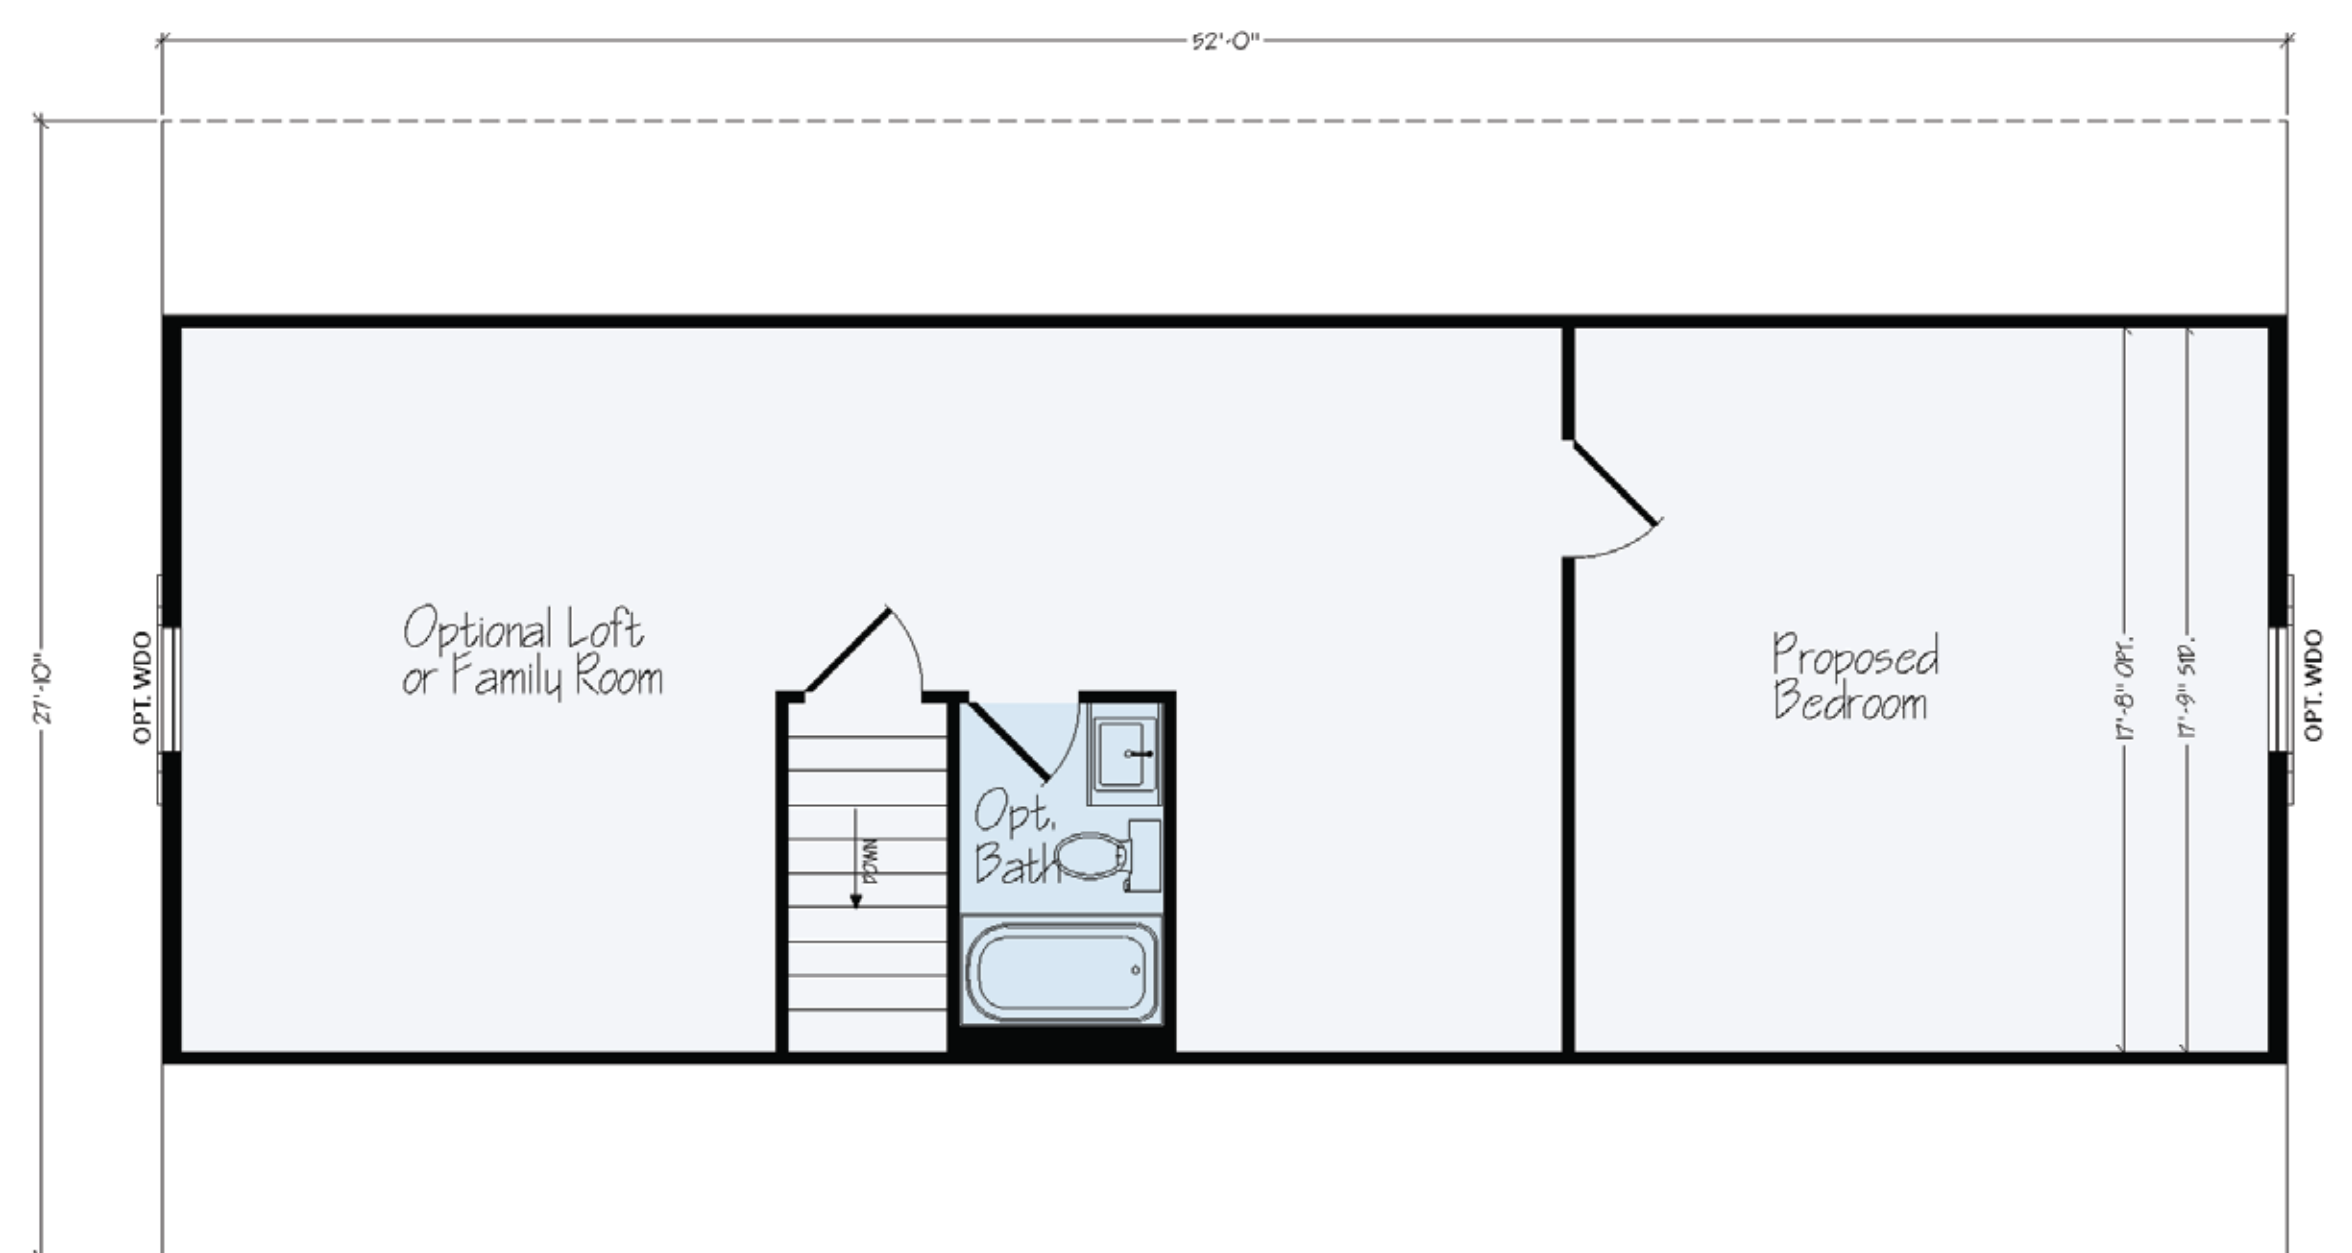 52'-0"
27'-10"
OPT. WDO
Optional Loft
or Family Room
DOWN
Opt.
Bath
Proposed
Bedroom
17'-8" OPT.
17'-9" STD.
OPT. WDO